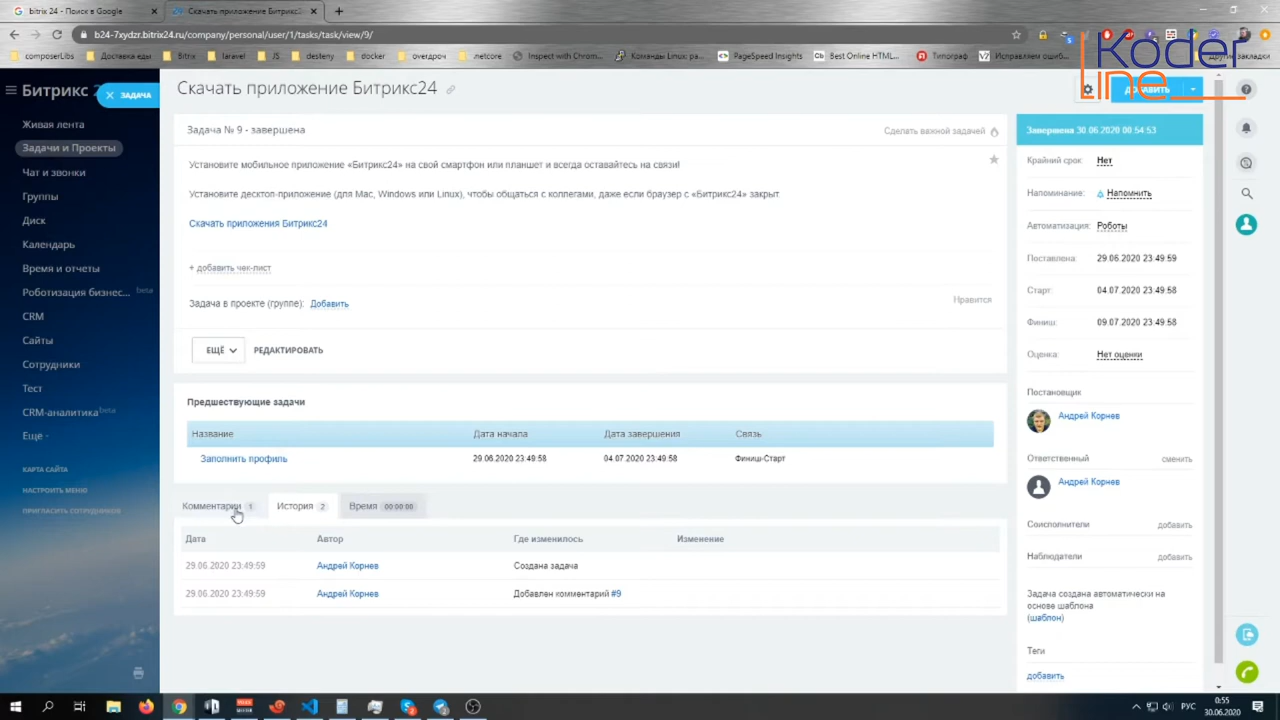 bitrix 24 - Поиск в Google
Скачать приложение Битрикс24
b24-7xydzr.bitrix24.ru/company/personal/user/1/tasks/task/view/9/
composerLibs
Доставка еды
Bitrix
laravel
desteny
овердроч
.netcore
Inspect with Chrom...
Команды Linux: ра...
PageSpeed Insights
Best Online HTML...
Типограф
Исправляем ошиб...
Другие закладки
Koder
Line
Битрикс 2
ЗАДАЧА
Живая лента
Задачи и Проекты
Чат и звонки
Группы
Диск
Календарь
Время и отчеты
Роботизация бизнес... beta
CRM
Сайты
Сотрудники
Тест
CRM-аналитика beta
Ещё -
КАРТА САЙТА
НАСТРОИТЬ МЕНЮ
ПРИГЛАСИТЬ СОТРУДНИКОВ
Скачать приложение Битрикс24
ДОБАВИТЬ
Задача № 9 - завершена
Сделать важной задачей
Установите мобильное приложение «Битрикс24» на свой смартфон или планшет и всегда оставайтесь на связи!
Установите десктоп-приложение (для Mac, Windows или Linux), чтобы общаться с коллегами, даже если браузер с «Битрикс24» закрыт.
Скачать приложения Битрикс24
+ добавить чек-лист
Задача в проекте (группе): Добавить
Нравится
ЕЩЁ
РЕДАКТИРОВАТЬ
Предшествующие задачи
Название Дата начала Дата завершения Связь
Заполнить профиль 29.06.2020 23:49:58 04.07.2020 23:49:58 Финиш-Старт
Комментарии 1 История 2 Время 00:00:00
Дата Автор Где изменилось Изменение
29.06.2020 23:49:59 Андрей Корнев Создана задача
29.06.2020 23:49:59 Андрей Корнев Добавлен комментарий #9
Завершена 30.06.2020 00:54:53
Крайний срок: Нет
Напоминание: Напомнить
Автоматизация: Роботы
Поставлена: 29.06.2020 23:49:59
Старт: 04.07.2020 23:49:58
Финиш: 09.07.2020 23:49:58
Оценка: Нет оценки
Постановщик
Андрей Корнев
Ответственный сменить
Андрей Корнев
Соисполнители добавить
Наблюдатели добавить
Задача создана автоматически на
основе шаблона
(шаблон)
Теги
добавить
РУС
0:55
30.06.2020